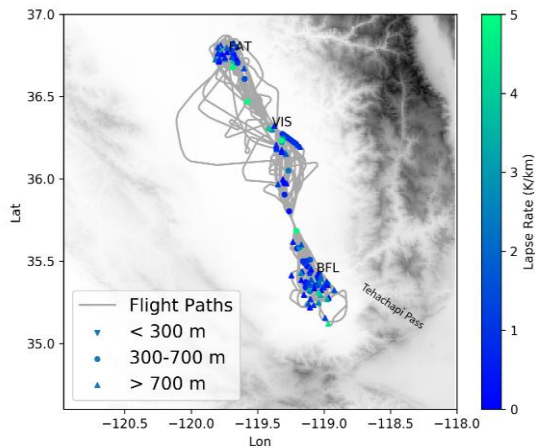 37.0
36.5
36.0
35.5
35.0
Lat
FAT
VIS
BFL
Tehachapi Pass
Flight Paths
< 300 m
300-700 m
> 700 m
−120.5
−120.0
−119.5
−119.0
−118.5
−118.0
Lon
5
4
3
2
1
0
Lapse Rate (K/km)